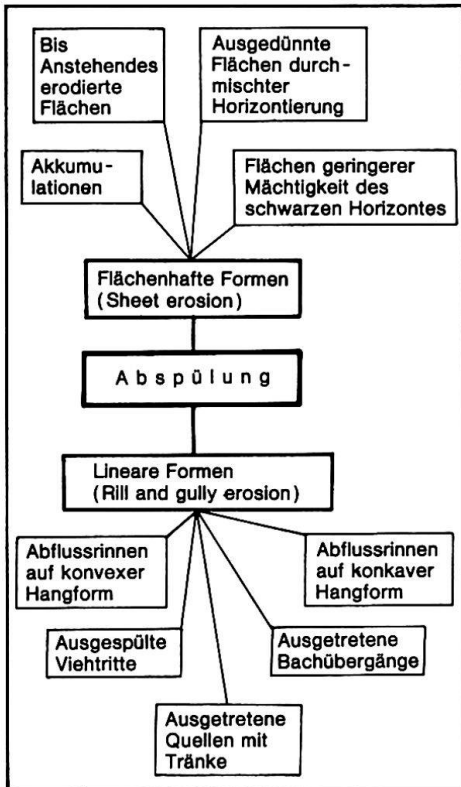 Bis
Anstehendes
erodierte
Flächen
Ausgedünnte
Flächen durch-
mischter
Horizontierung
Akkumu-
lationen
Flächen geringerer
Mächtigkeit des
schwarzen Horizontes
Flächenhafte Formen
(Sheet erosion)
Abspülung
Lineare Formen
(Rill and gully erosion)
Abflussrinnen
auf konvexer
Hangform
Abflussrinnen
auf konkaver
Hangform
Ausgespülte
Viehtritte
Ausgetretene
Bachübergänge
Ausgetretene
Quellen mit
Tränke